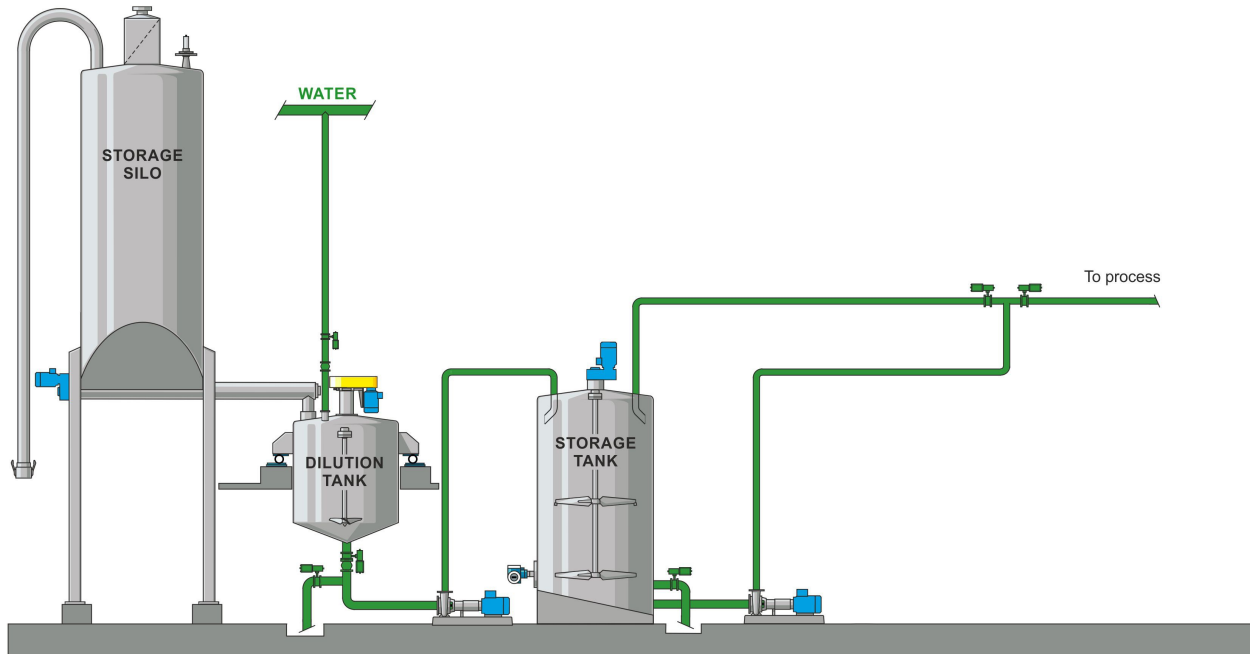 WATER
STORAGE
SILO
To process
STORAGE
TANK
DILUTION
TANK